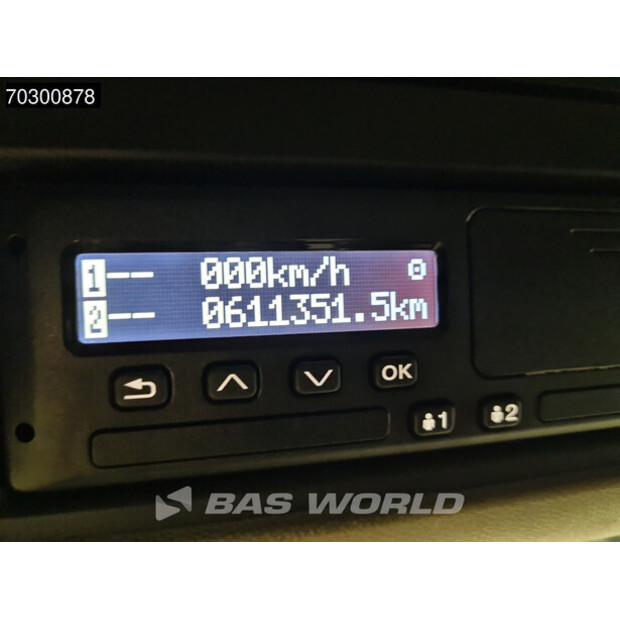 70300878
1-- 000km/h
2-- 0611351.5km
OK
1 2
BAS WORLD